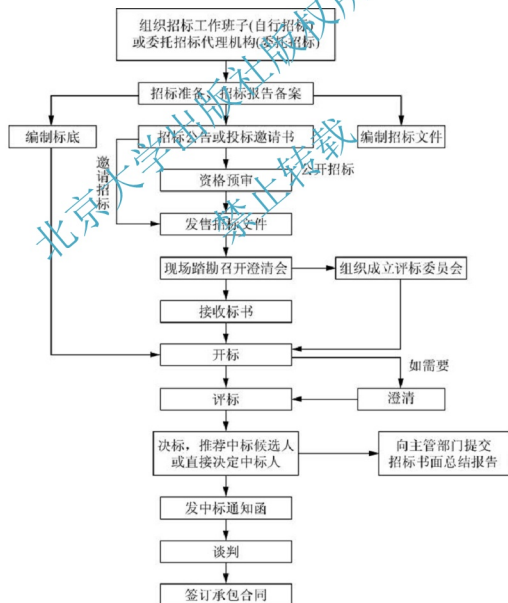 组织招标工作班子(自行招标)
或委托招标代理机构(委托招标)
招标准备、招标报告备案
编制标底
招标公告或投标邀请书
编制招标文件
邀请招标
公开招标
资格预审
发售招标文件
现场踏勘召开澄清会
组织成立评标委员会
接收标书
开标
如需要
评标
澄清
决标，推荐中标候选人
或直接决定中标人
向主管部门提交
招标书面总结报告
发中标通知函
谈判
签订承包合同
北京大学出版社版权所
禁止转载